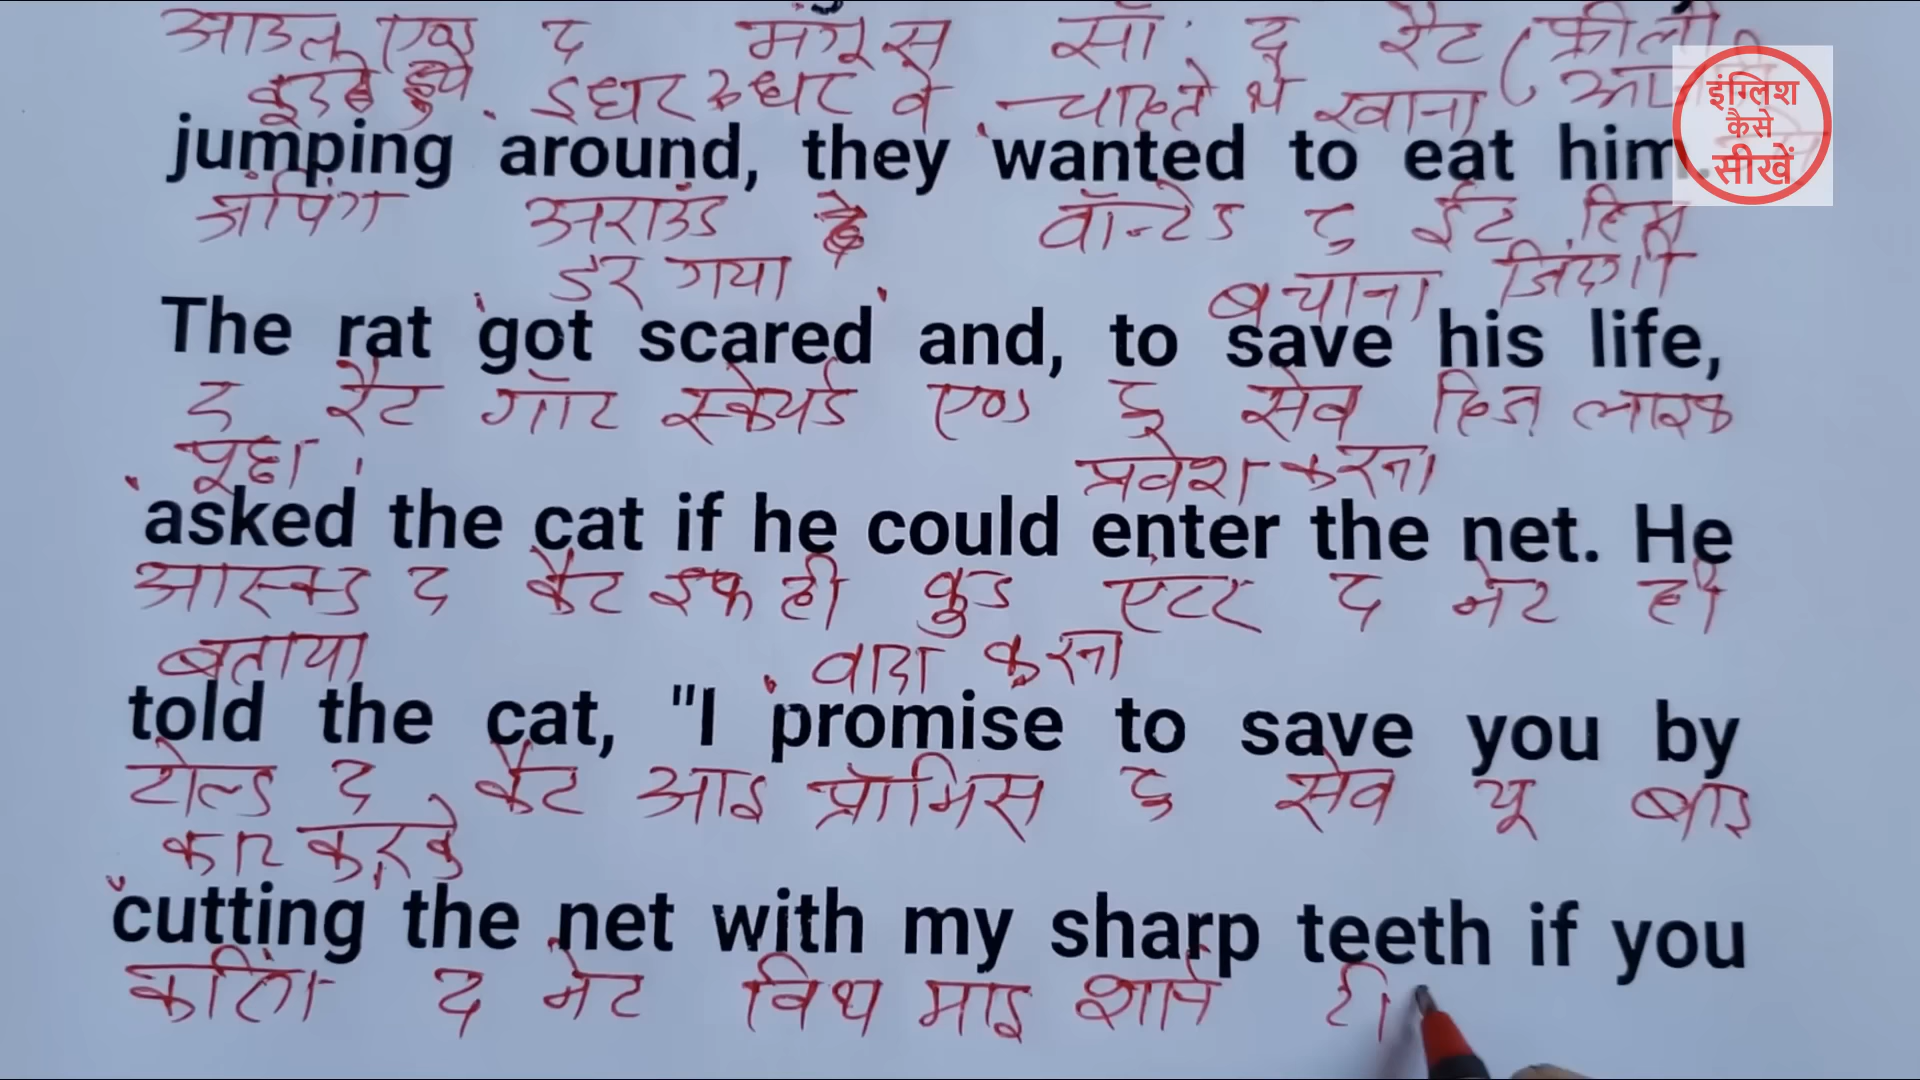 आउल एण्ड द मंगूस सॉ द रैट (फ्रीली
कूदते हुये इधर उधर वे चाहते थे खाना
jumping around, they wanted to eat him.
जंपिंग अराउंड दे वॉन्टेड टु ईट हिम
डर गया बचाना जिंदगी
The rat got scared and, to save his life,
द रैट गॉट स्केयर्ड एण्ड टु सेव हिज लाइफ
पूछा प्रवेश करना
asked the cat if he could enter the net. He
आस्क्ड द कैट इफ ही कुड एंटर द नेट ही
बताया वादा करना
told the cat, "I promise to save you by
टोल्ड द कैट आइ प्रॉमिस टु सेव यू बाइ
काट करके
cutting the net with my sharp teeth if you
कटिंग द नेट विथ माइ शार्प टी
इंग्लिश
कैसे
सीखें